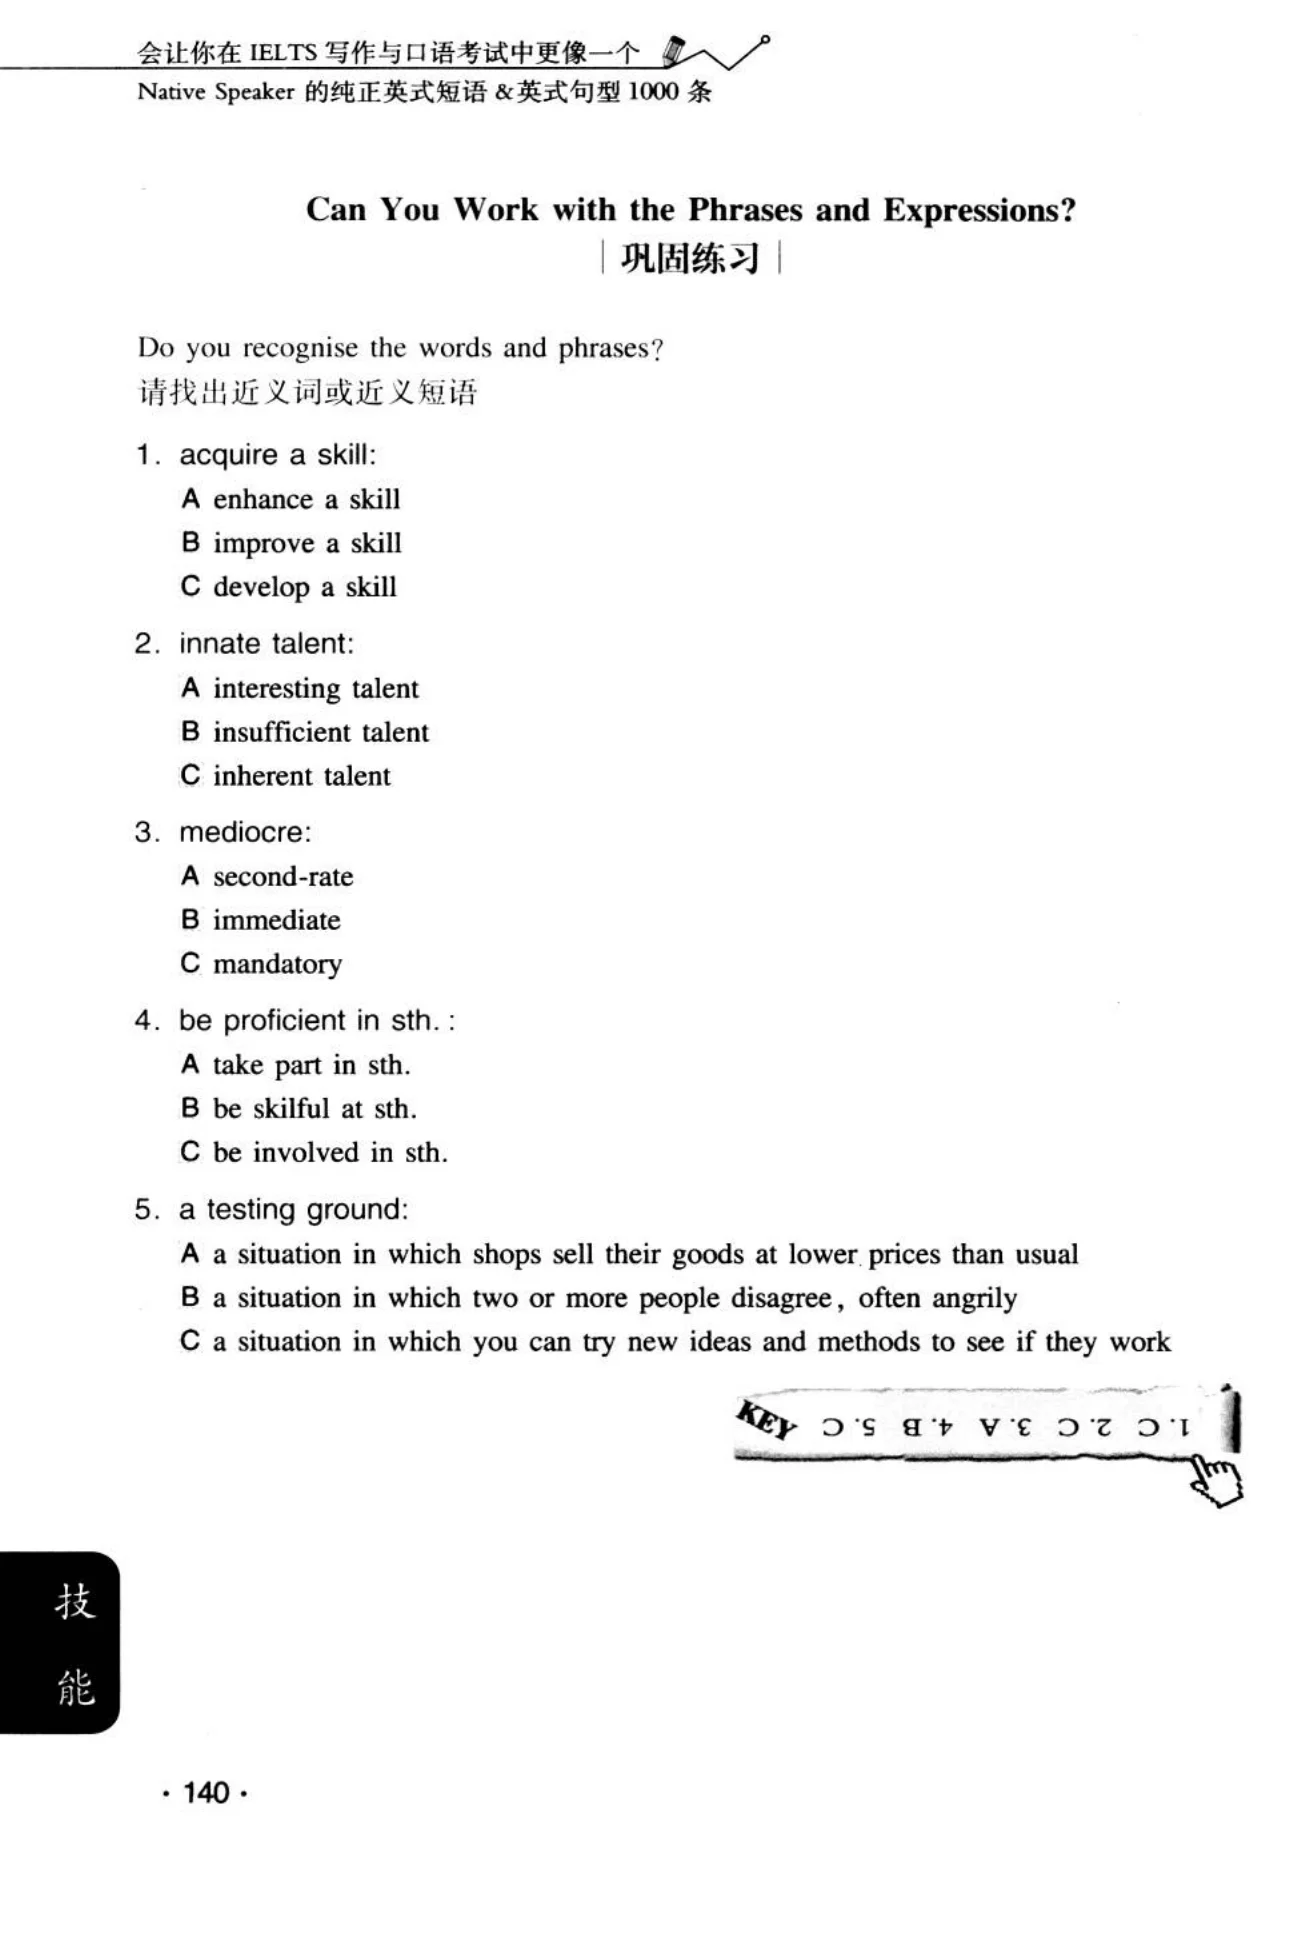 会让你在 IELTS 写作与口语考试中更像一个
Native Speaker 的纯正英式短语 &英式句型 1000 条
Can You Work with the Phrases and Expressions?
巩固练习
Do you recognise the words and phrases?
请找出近义词或近义短语
1. acquire a skill:
A enhance a skill
B improve a skill
C develop a skill
2. innate talent:
A interesting talent
B insufficient talent
C inherent talent
3. mediocre:
A second-rate
B immediate
C mandatory
4. be proficient in sth. :
A take part in sth.
B be skilful at sth.
C be involved in sth.
5. a testing ground:
A a situation in which shops sell their goods at lower prices than usual
B a situation in which two or more people disagree, often angrily
C a situation in which you can try new ideas and methods to see if they work
KEY
1. C 2. C 3. A 4. B 5. C
技
能
· 140 ·